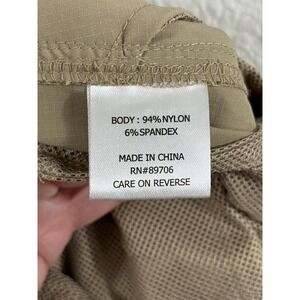 BODY : 94%NYLON
6%SPANDEX
MADE IN CHINA
RN#89706
CARE ON REVERSE